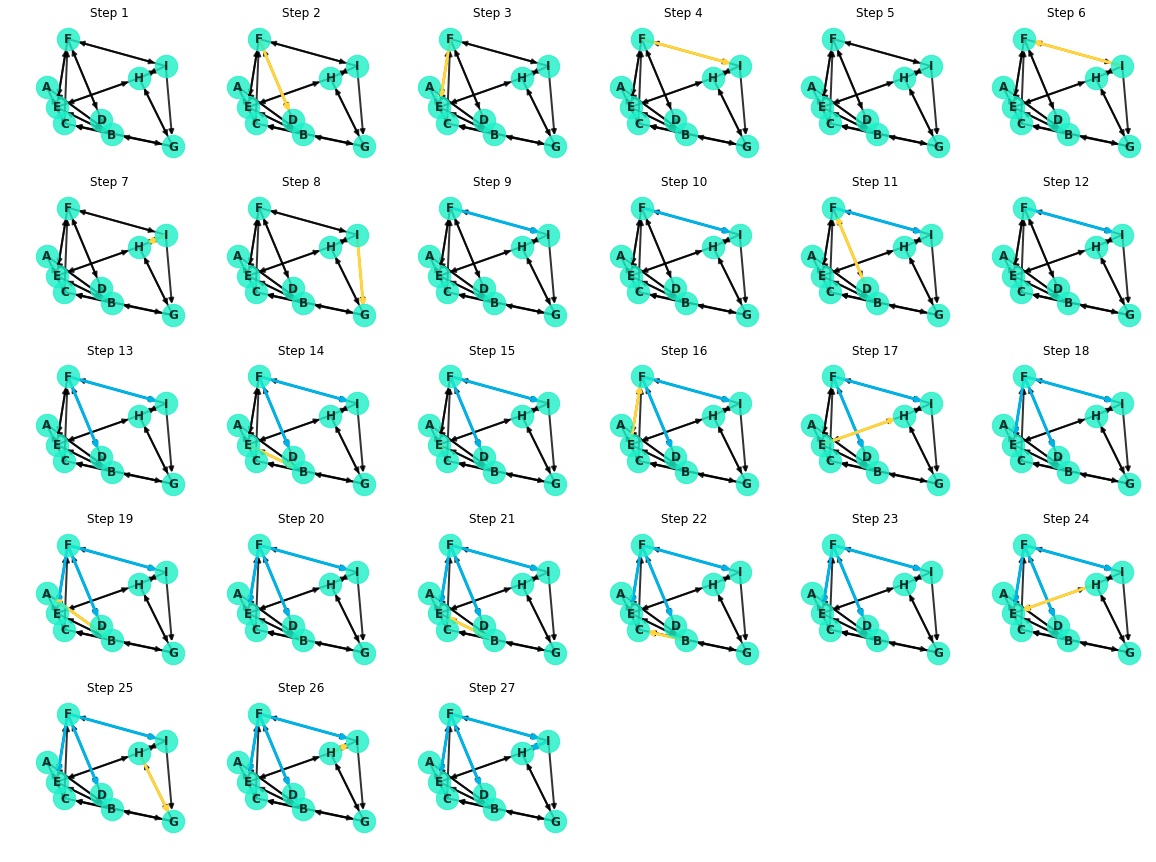 Step 1 Step 2 Step 3 Step 4 Step 5 Step 6
F F F F F F
I I I I I I
H H H H H H
A A A A A A
E E E E E E
D D D D D D
C C C C C C
B B B B B B
G G G G G G
Step 7 Step 8 Step 9 Step 10 Step 11 Step 12
F F F F F F
I I I I I I
H H H H H H
A A A A A A
E E E E E E
D D D D D D
C C C C C C
B B B B B B
G G G G G G
Step 13 Step 14 Step 15 Step 16 Step 17 Step 18
F F F F F F
I I I I I I
H H H H H H
A A A A A A
E E E E E E
D D D D D D
C C C C C C
B B B B B B
G G G G G G
Step 19 Step 20 Step 21 Step 22 Step 23 Step 24
F F F F F F
I I I I I I
H H H H H H
A A A A A A
E E E E E E
D D D D D D
C C C C C C
B B B B B B
G G G G G G
Step 25 Step 26 Step 27
F F F
I I I
H H H
A A A
E E E
D D D
C C C
B B B
G G G